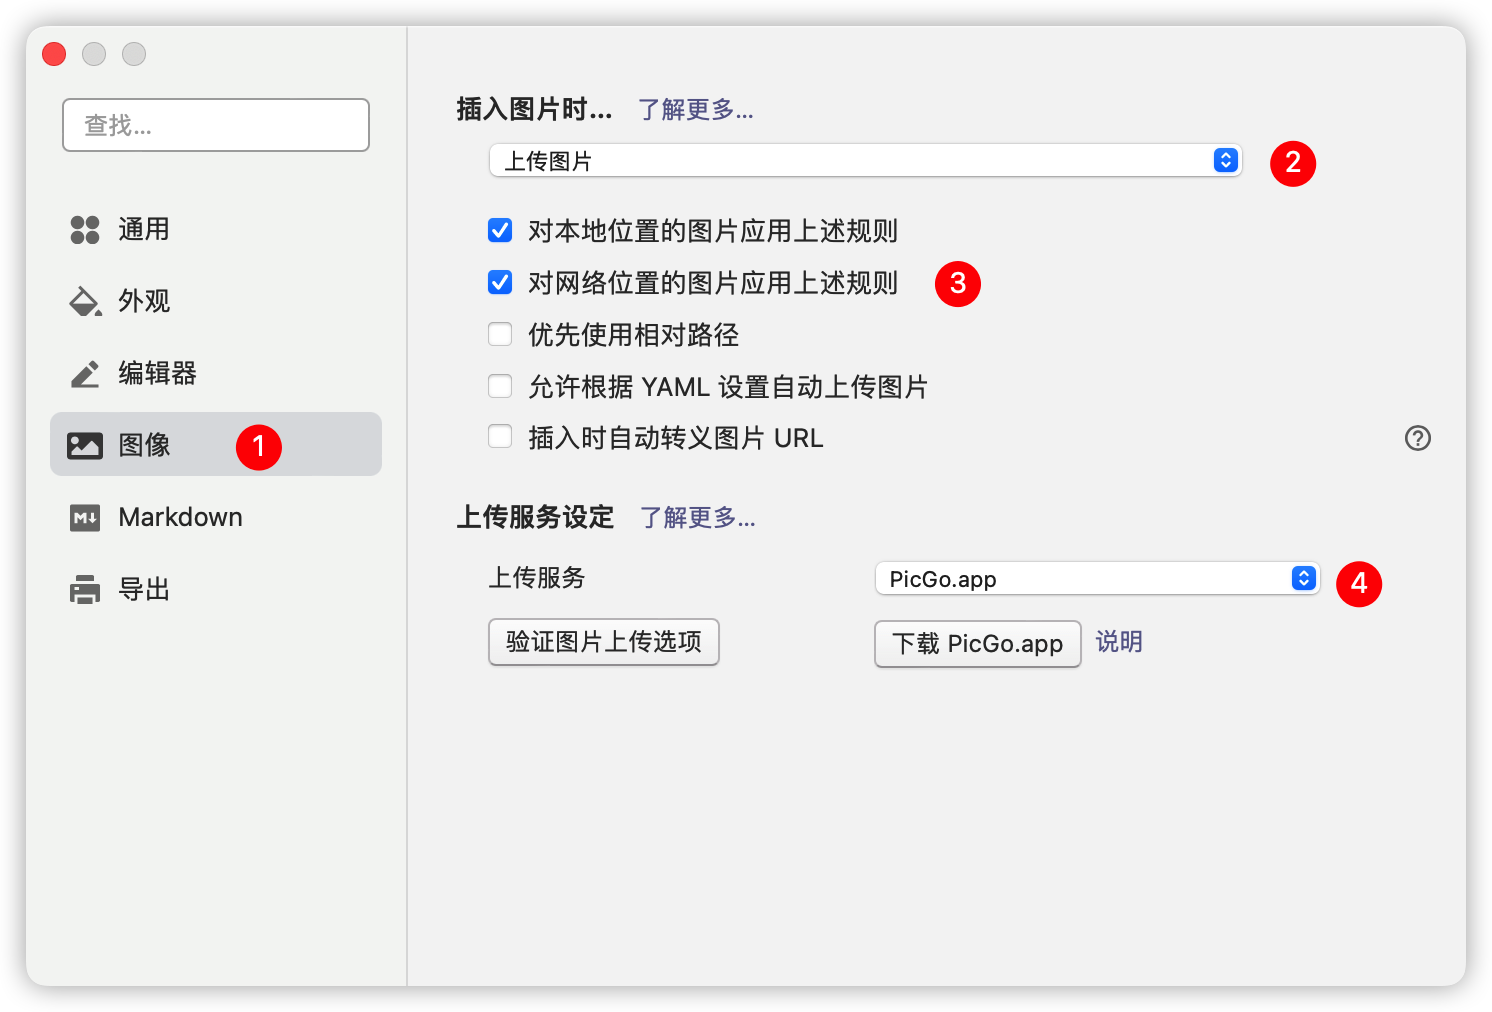 查找...
通用
外观
编辑器
图像 1
Markdown
导出
插入图片时... 了解更多...
上传图片 2
对本地位置的图片应用上述规则
对网络位置的图片应用上述规则 3
优先使用相对路径
允许根据 YAML 设置自动上传图片
插入时自动转义图片 URL ?
上传服务设定 了解更多...
上传服务 PicGo.app 4
验证图片上传选项 下载 PicGo.app 说明